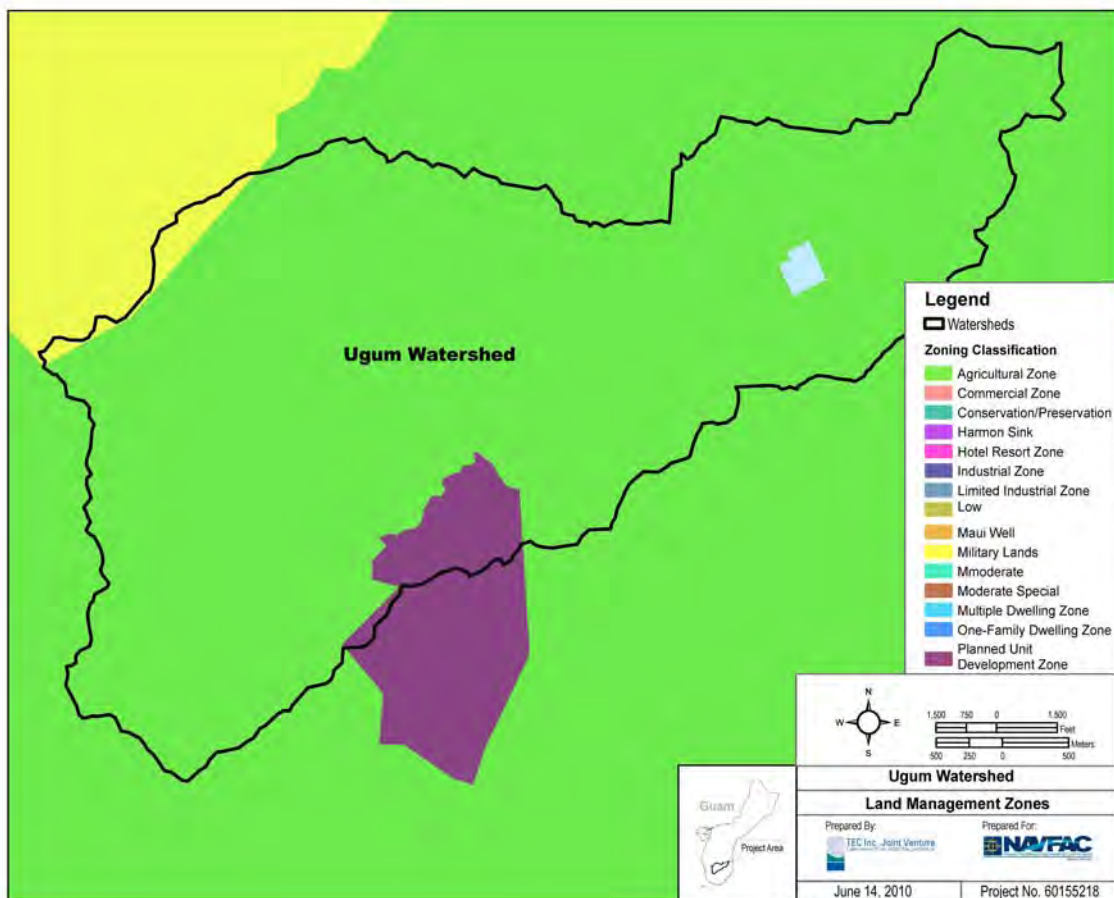 Ugum Watershed
Legend
Watersheds
Zoning Classification
Agricultural Zone
Commercial Zone
Conservation/Preservation
Harmon Sink
Hotel Resort Zone
Industrial Zone
Limited Industrial Zone
Low
Maui Well
Military Lands
Mmoderate
Moderate Special
Multiple Dwelling Zone
One-Family Dwelling Zone
Planned Unit
Development Zone
N
W E
S
1,500 750 0 1,500
Feet
Meters
500 250 0 500
Guam
Project Area
Ugum Watershed
Land Management Zones
Prepared By:
TEC Inc. Joint Venture
Prepared For:
NAVFAC
June 14, 2010
Project No. 60155218